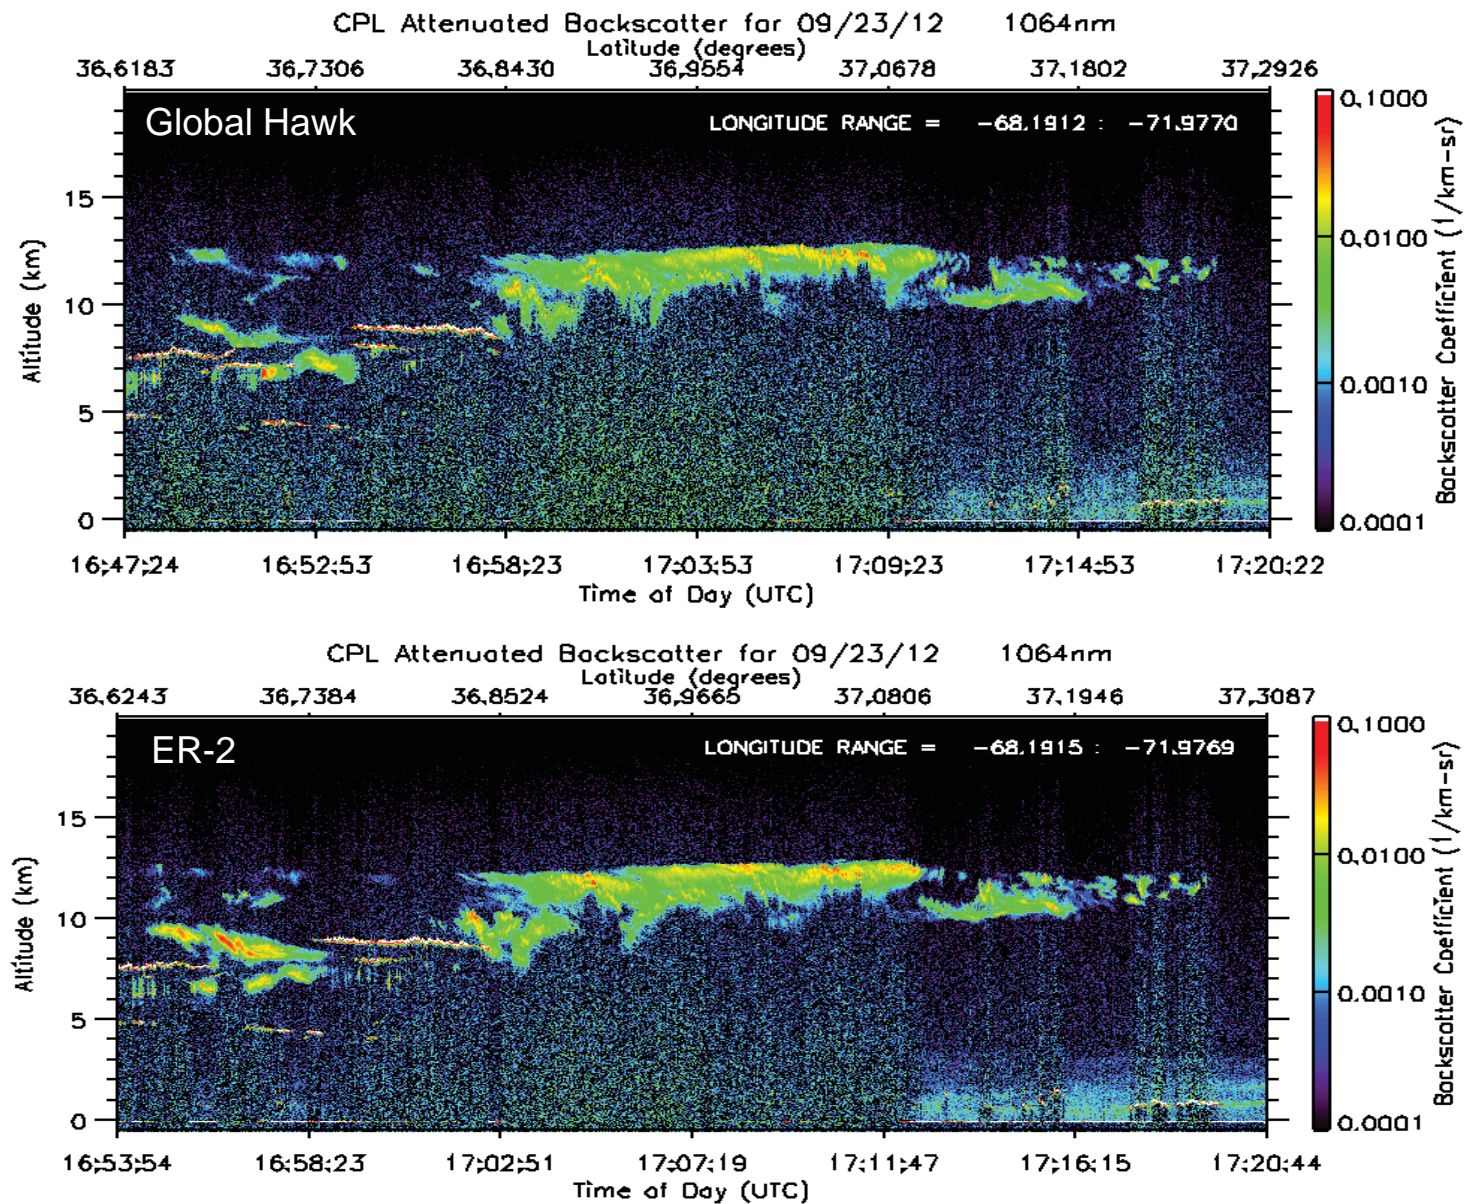 CPL Attenuated Backscatter for 09/23/12 1064nm
Latitude (degrees)
36.6183 36.7306 36.8430 36.9554 37.0678 37.1802 37.2926
Global Hawk
LONGITUDE RANGE = -68.1912 : -71.9770
15
10
5
0
Altitude (km)
16:47:24 16:52:53 16:58:23 17:03:53 17:09:23 17:14:53 17:20:22
Time of Day (UTC)
0.1000
0.0100
0.0010
0.0001
Backscatter Coefficient (1/km-sr)
CPL Attenuated Backscatter for 09/23/12 1064nm
Latitude (degrees)
36.6243 36.7384 36.8524 36.9665 37.0806 37.1946 37.3087
ER-2
LONGITUDE RANGE = -68.1915 : -71.9769
15
10
5
0
Altitude (km)
16:53:54 16:58:23 17:02:51 17:07:19 17:11:47 17:16:15 17:20:44
Time of Day (UTC)
0.1000
0.0100
0.0010
0.0001
Backscatter Coefficient (1/km-sr)